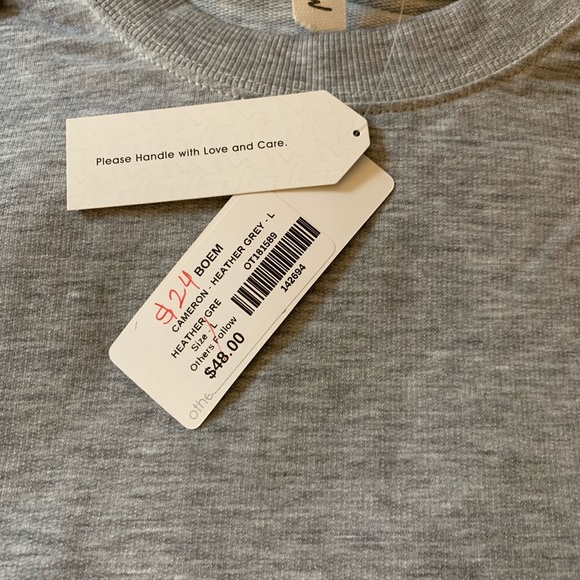 Please Handle with Love and Care.
$24
BOEM
CAMERON - HEATHER GREY - L
HEATHER GRE
OT181589
Size L
142694
Others Follow
$48.00
othe